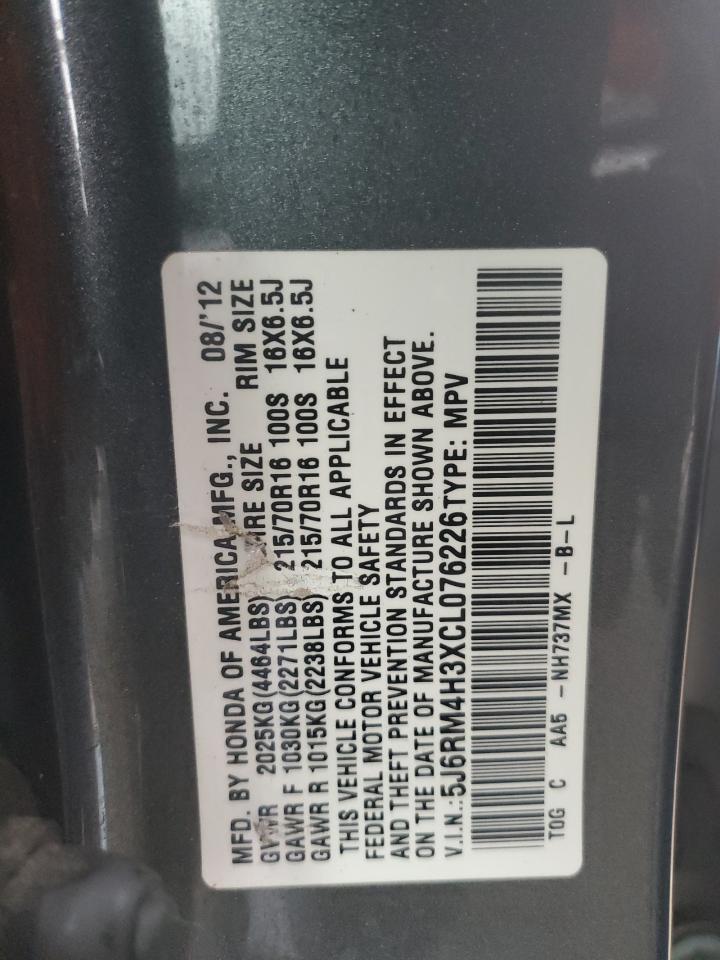 MFD. BY HONDA OF AMERICA MFG., INC. 08/'12
GVWR 2025KG(4464LBS) TIRE SIZE RIM SIZE
GAWR F 1030KG(2271LBS) 215/70R16 100S 16X6.5J
GAWR R 1015KG(2238LBS) 215/70R16 100S 16X6.5J
THIS VEHICLE CONFORMS TO ALL APPLICABLE
FEDERAL MOTOR VEHICLE SAFETY
AND THEFT PREVENTION STANDARDS IN EFFECT
ON THE DATE OF MANUFACTURE SHOWN ABOVE.
V.I.N.:5J6RM4H3XCL076226TYPE: MPV
T0G C AA5 -NH737MX -B-L